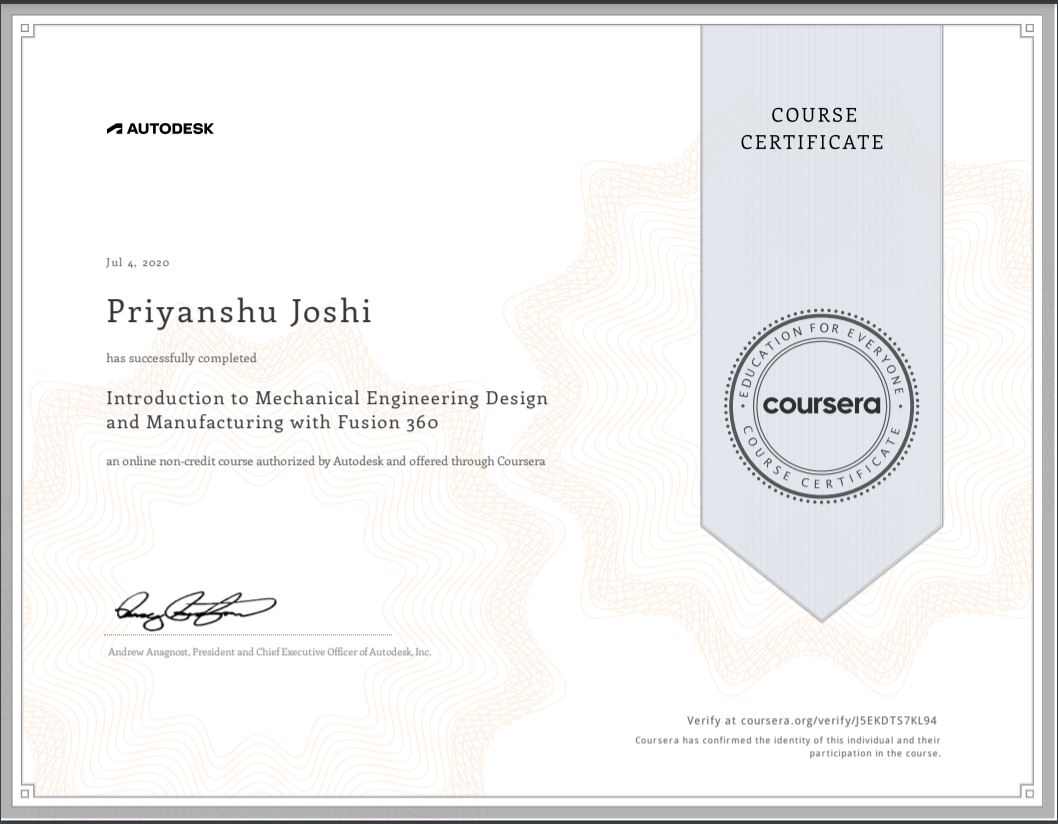 AUTODESK
COURSE
CERTIFICATE
Jul 4, 2020
Priyanshu Joshi
has successfully completed
Introduction to Mechanical Engineering Design
and Manufacturing with Fusion 360
an online non-credit course authorized by Autodesk and offered through Coursera
EDUCATION FOR EVERYONE
coursera
COURSE CERTIFICATE
Andrew Anagnost, President and Chief Executive Officer of Autodesk, Inc.
Verify at coursera.org/verify/J5EKDTS7KL94
Coursera has confirmed the identity of this individual and their
participation in the course.